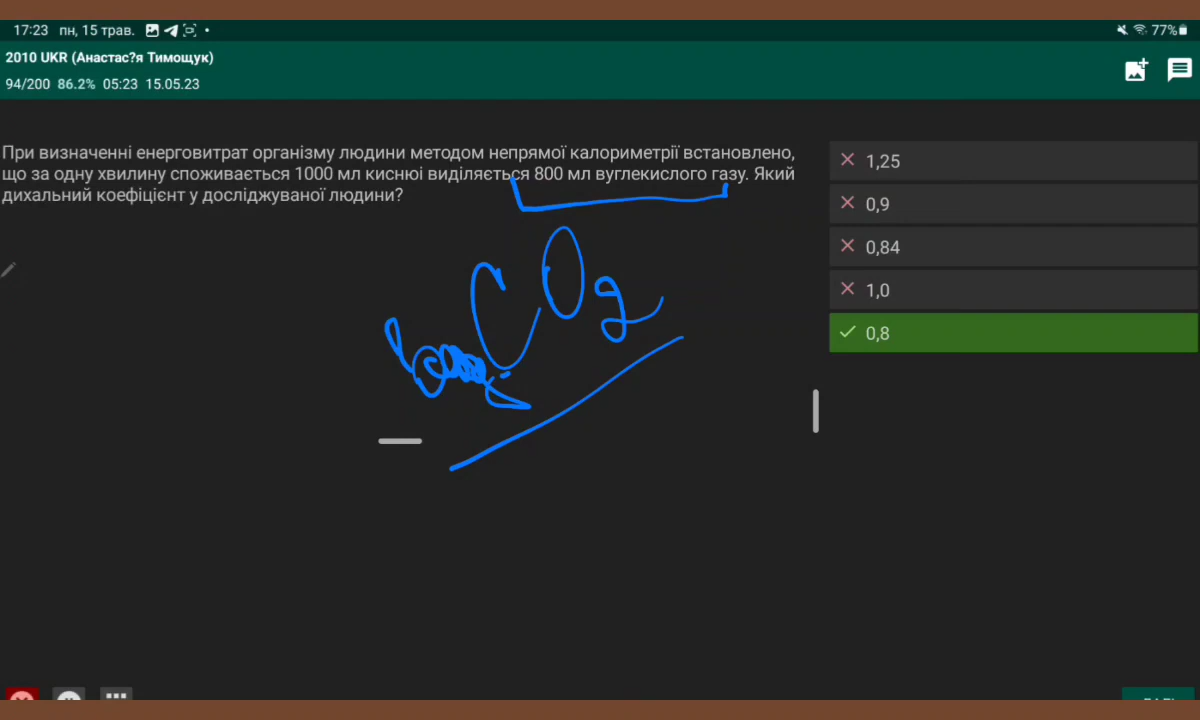 17:23 пн, 15 трав. 77%
2010 UKR (Анастас?я Тимощук)
94/200 86.2% 05:23 15.05.23
При визначенні енерговитрат організму людини методом непрямої калориметрії встановлено,
що за одну хвилину споживається 1000 мл киснюі виділяється 800 мл вуглекислого газу. Який
дихальний коефіцієнт у досліджуваної людини?
1,25
0,9
0,84
1,0
0,8
CO2